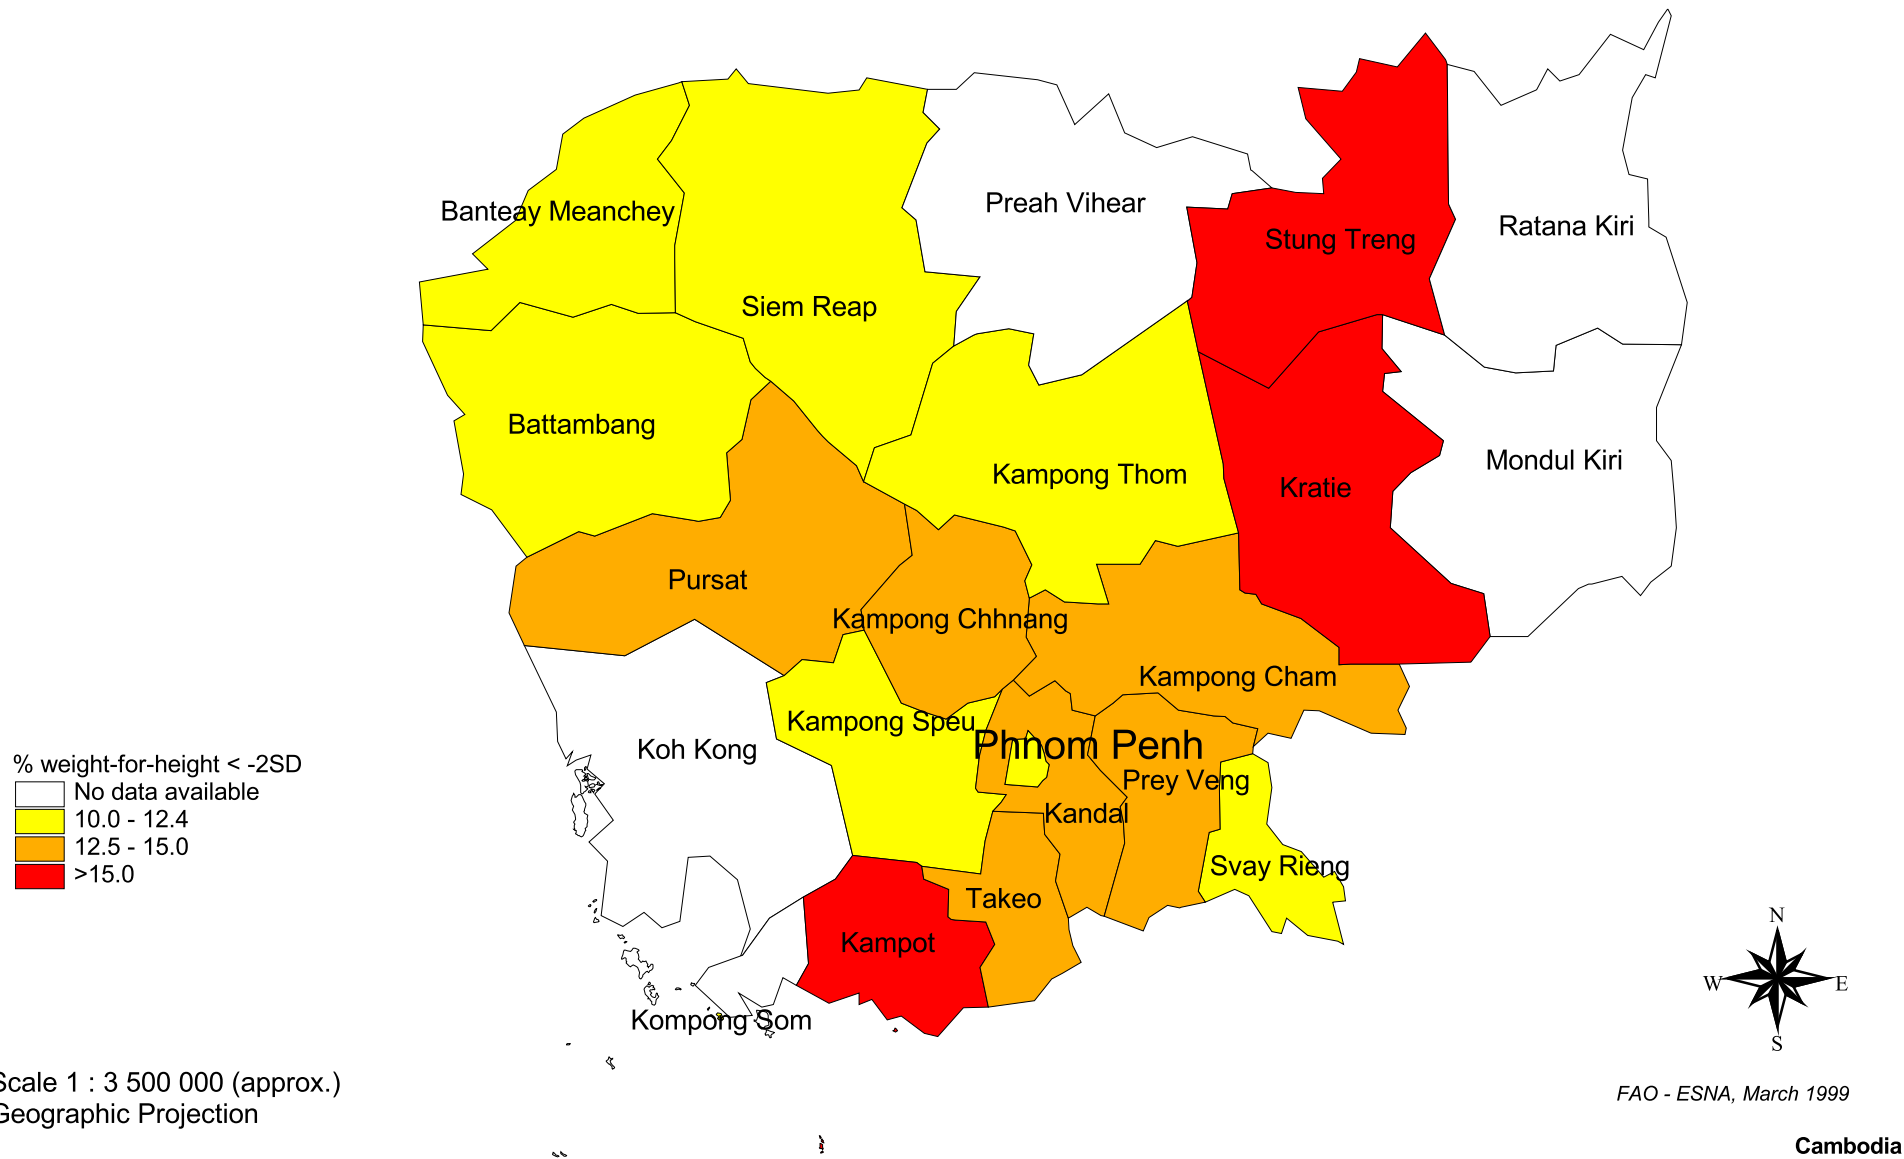 Banteay Meanchey
Preah Vihear
Ratana Kiri
Stung Treng
Siem Reap
Battambang
Kampong Thom
Mondul Kiri
Kratie
Pursat
Kampong Chhnang
Kampong Cham
Kampong Speu
Koh Kong
Phnom Penh
Prey Veng
Kandal
Svay Rieng
Takeo
Kampot
Kompong Som
% weight-for-height < -2SD
No data available
10.0 - 12.4
12.5 - 15.0
>15.0
N
W
E
S
Scale 1 : 3 500 000 (approx.)
Geographic Projection
FAO - ESNA, March 1999
Cambodia